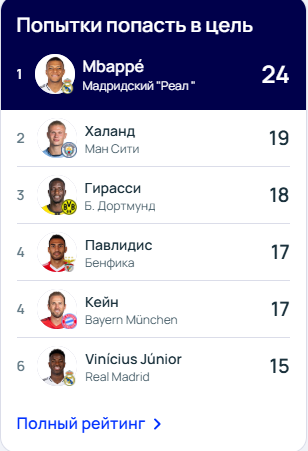 Попытки попасть в цель
1
Mbappé
24
Мадридский "Реал "
2
Халанд
19
Ман Сити
3
Гирасси
18
Б. Дортмунд
4
Павлидис
17
Бенфика
4
Кейн
17
Bayern München
6
Vinícius Júnior
15
Real Madrid
Полный рейтинг >